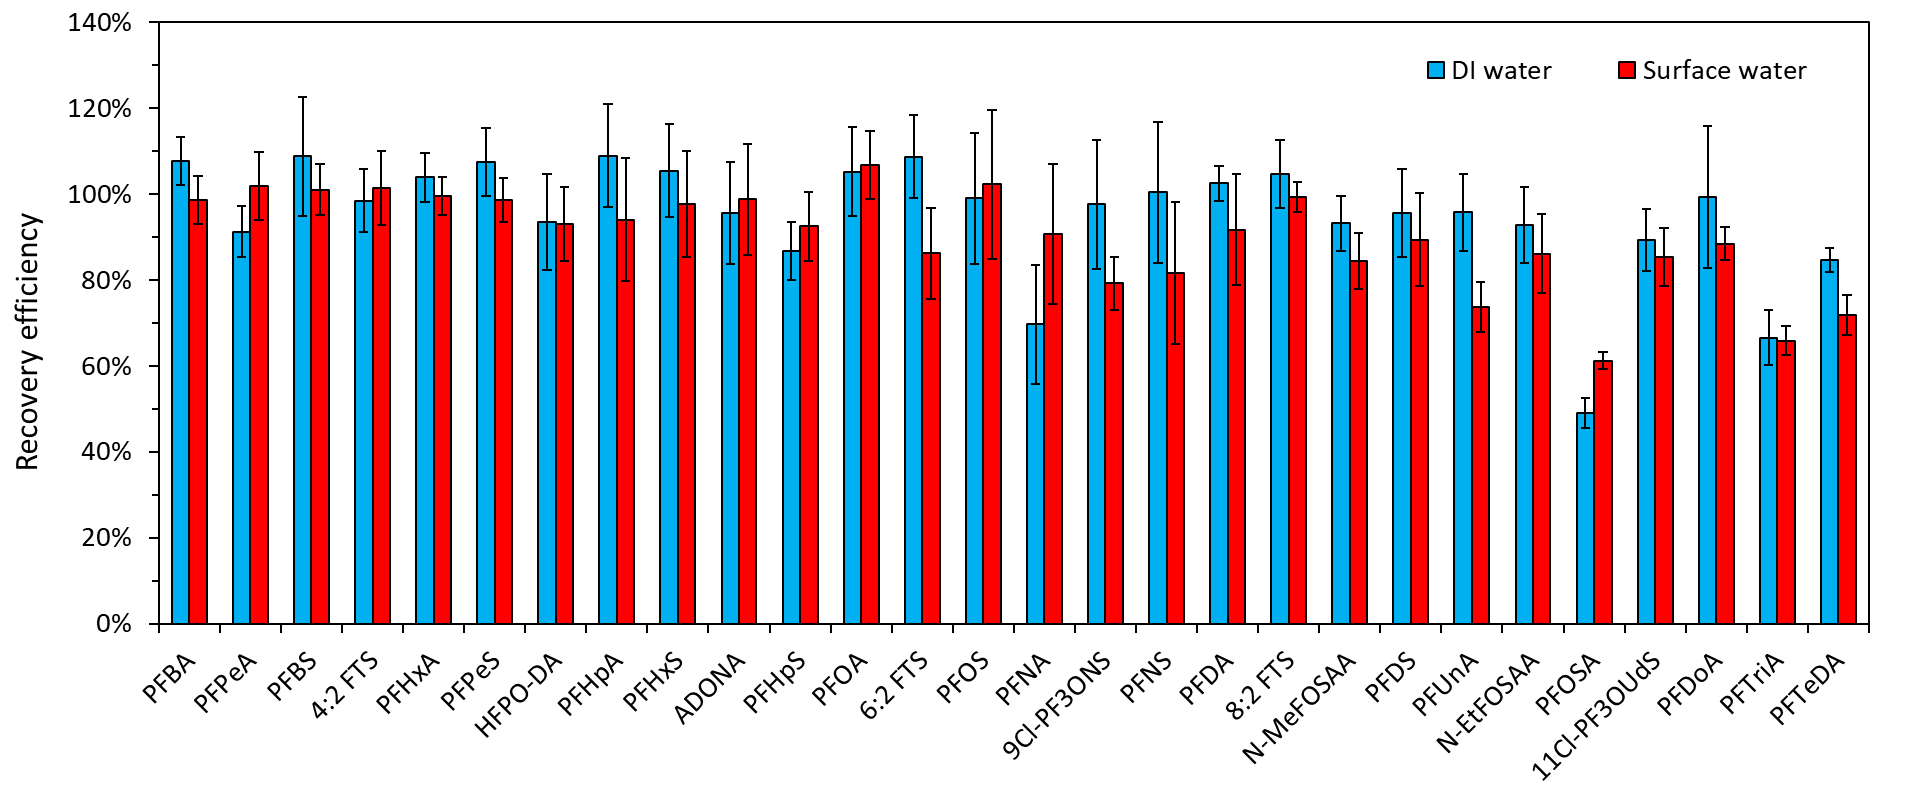 140%
120%
100%
80%
60%
40%
20%
0%
Recovery efficiency
DI water
Surface water
PFBA
PFPeA
PFBS
4:2 FTS
PFHxA
PFPeS
HFPO-DA
PFHpA
PFHxS
ADONA
PFHpS
PFOA
6:2 FTS
PFOS
PFNA
9Cl-PF3ONS
PFNS
PFDA
8:2 FTS
N-MeFOSAA
PFDS
PFUnA
N-EtFOSAA
PFOSA
11Cl-PF3OUdS
PFDoA
PFTriA
PFTeDA